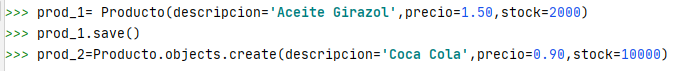 >>> prod_1= Producto(descripcion='Aceite Girazol',precio=1.50,stock=2000)
>>> prod_1.save()
>>> prod_2=Producto.objects.create(descripcion='Coca Cola',precio=0.90,stock=10000)